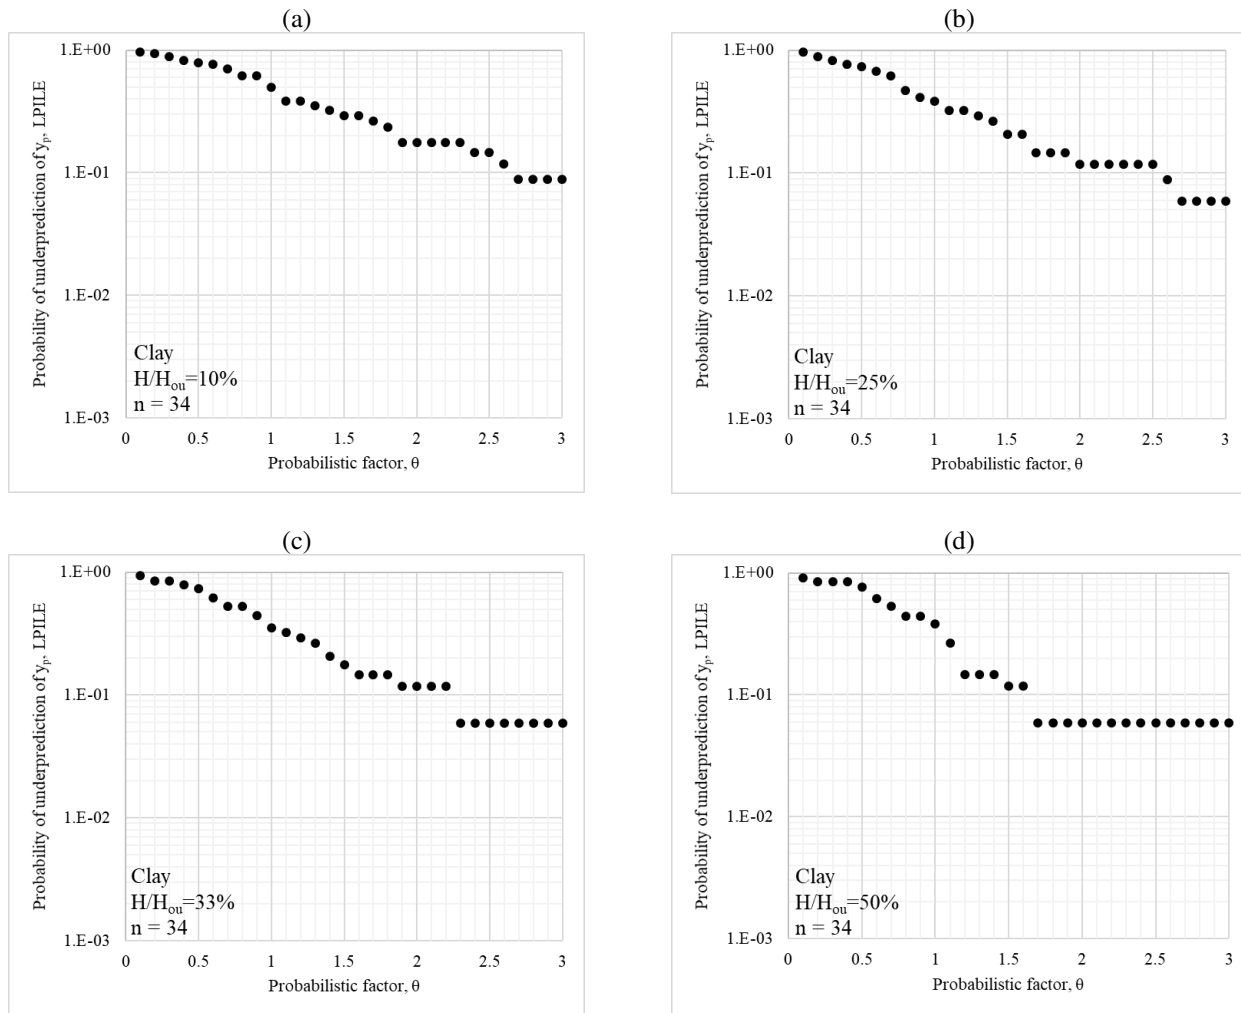 (a)
Probability of underprediction of yp, LPILE
1.E+00
1.E-01
1.E-02
1.E-03
Clay
H/Hou=10%
n = 34
0 0.5 1 1.5 2 2.5 3
Probabilistic factor, θ
(b)
Probability of underprediction of yp, LPILE
1.E+00
1.E-01
1.E-02
1.E-03
Clay
H/Hou=25%
n = 34
0 0.5 1 1.5 2 2.5 3
Probabilistic factor, θ
(c)
Probability of underprediction of yp, LPILE
1.E+00
1.E-01
1.E-02
1.E-03
Clay
H/Hou=33%
n = 34
0 0.5 1 1.5 2 2.5 3
Probabilistic factor, θ
(d)
Probability of underprediction of yp, LPILE
1.E+00
1.E-01
1.E-02
1.E-03
Clay
H/Hou=50%
n = 34
0 0.5 1 1.5 2 2.5 3
Probabilistic factor, θ